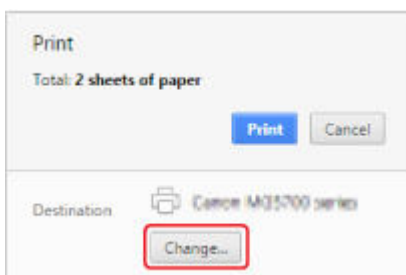 Print
Total: 2 sheets of paper
Print Cancel
Destination Canon MG5700 series
Change...